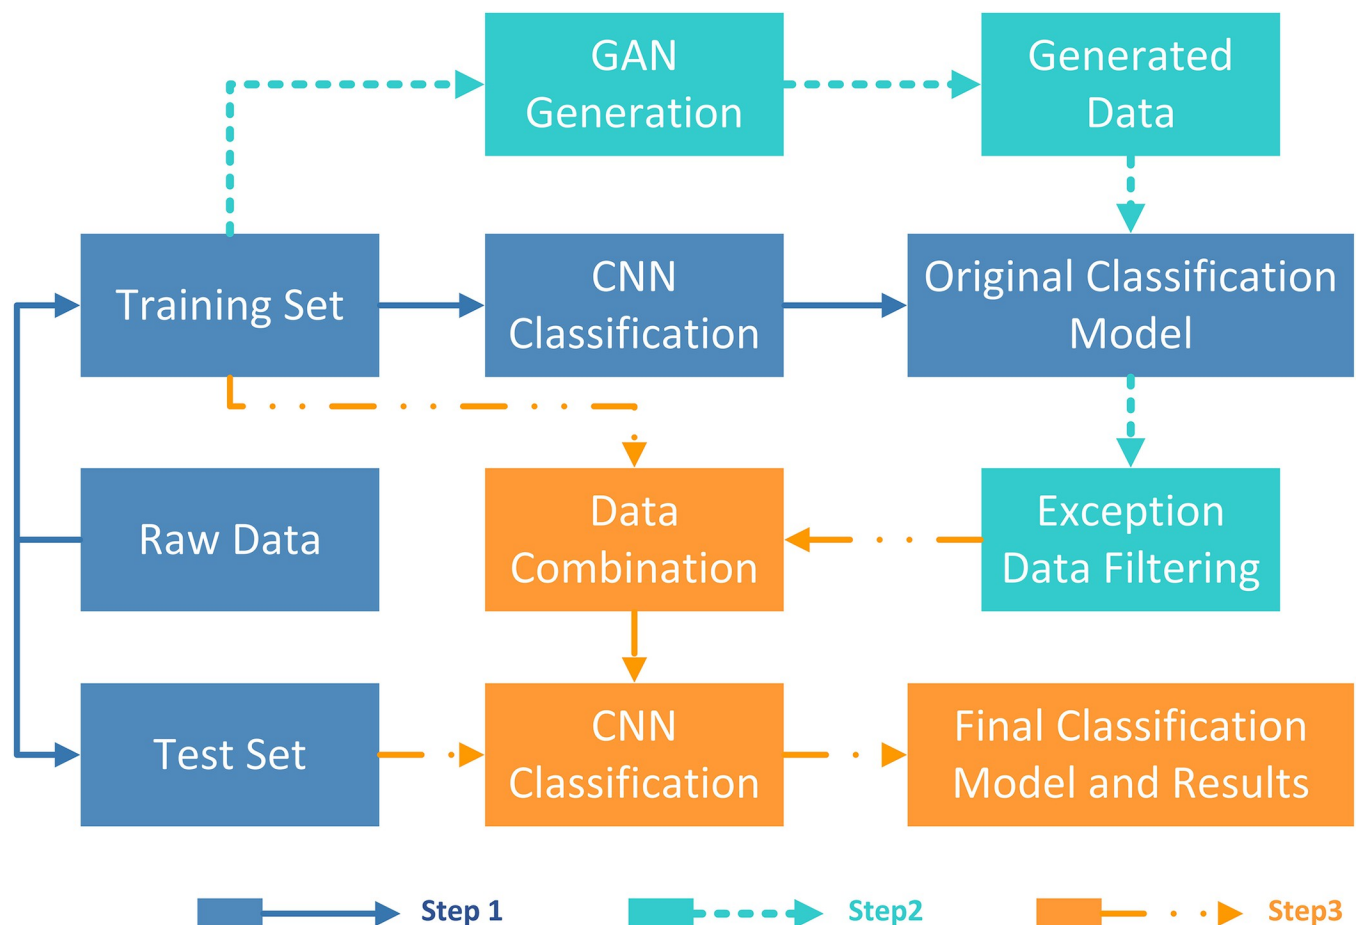 GAN
Generation
Generated
Data
Training Set
CNN
Classification
Original Classification
Model
Raw Data
Data
Combination
Exception
Data Filtering
Test Set
CNN
Classification
Final Classification
Model and Results
Step 1
Step2
Step3